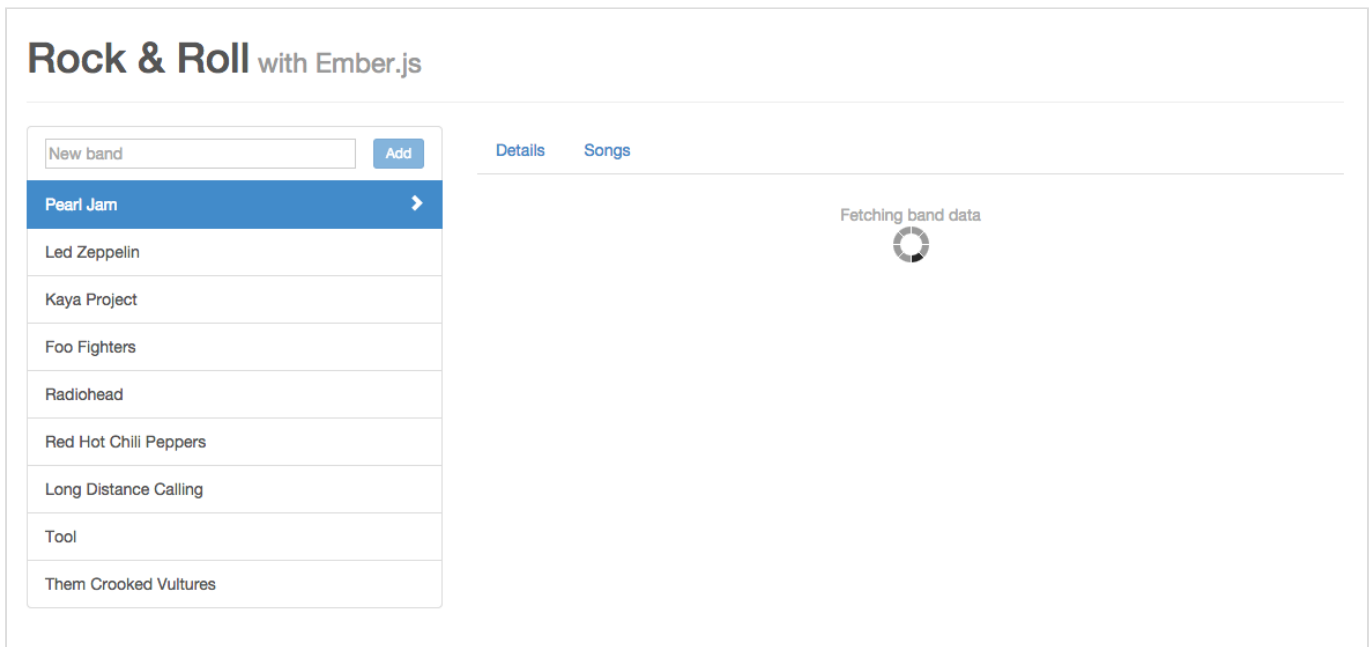 Rock & Roll with Ember.js
New band
Add
Details Songs
Pearl Jam
Fetching band data
Led Zeppelin
Kaya Project
Foo Fighters
Radiohead
Red Hot Chili Peppers
Long Distance Calling
Tool
Them Crooked Vultures